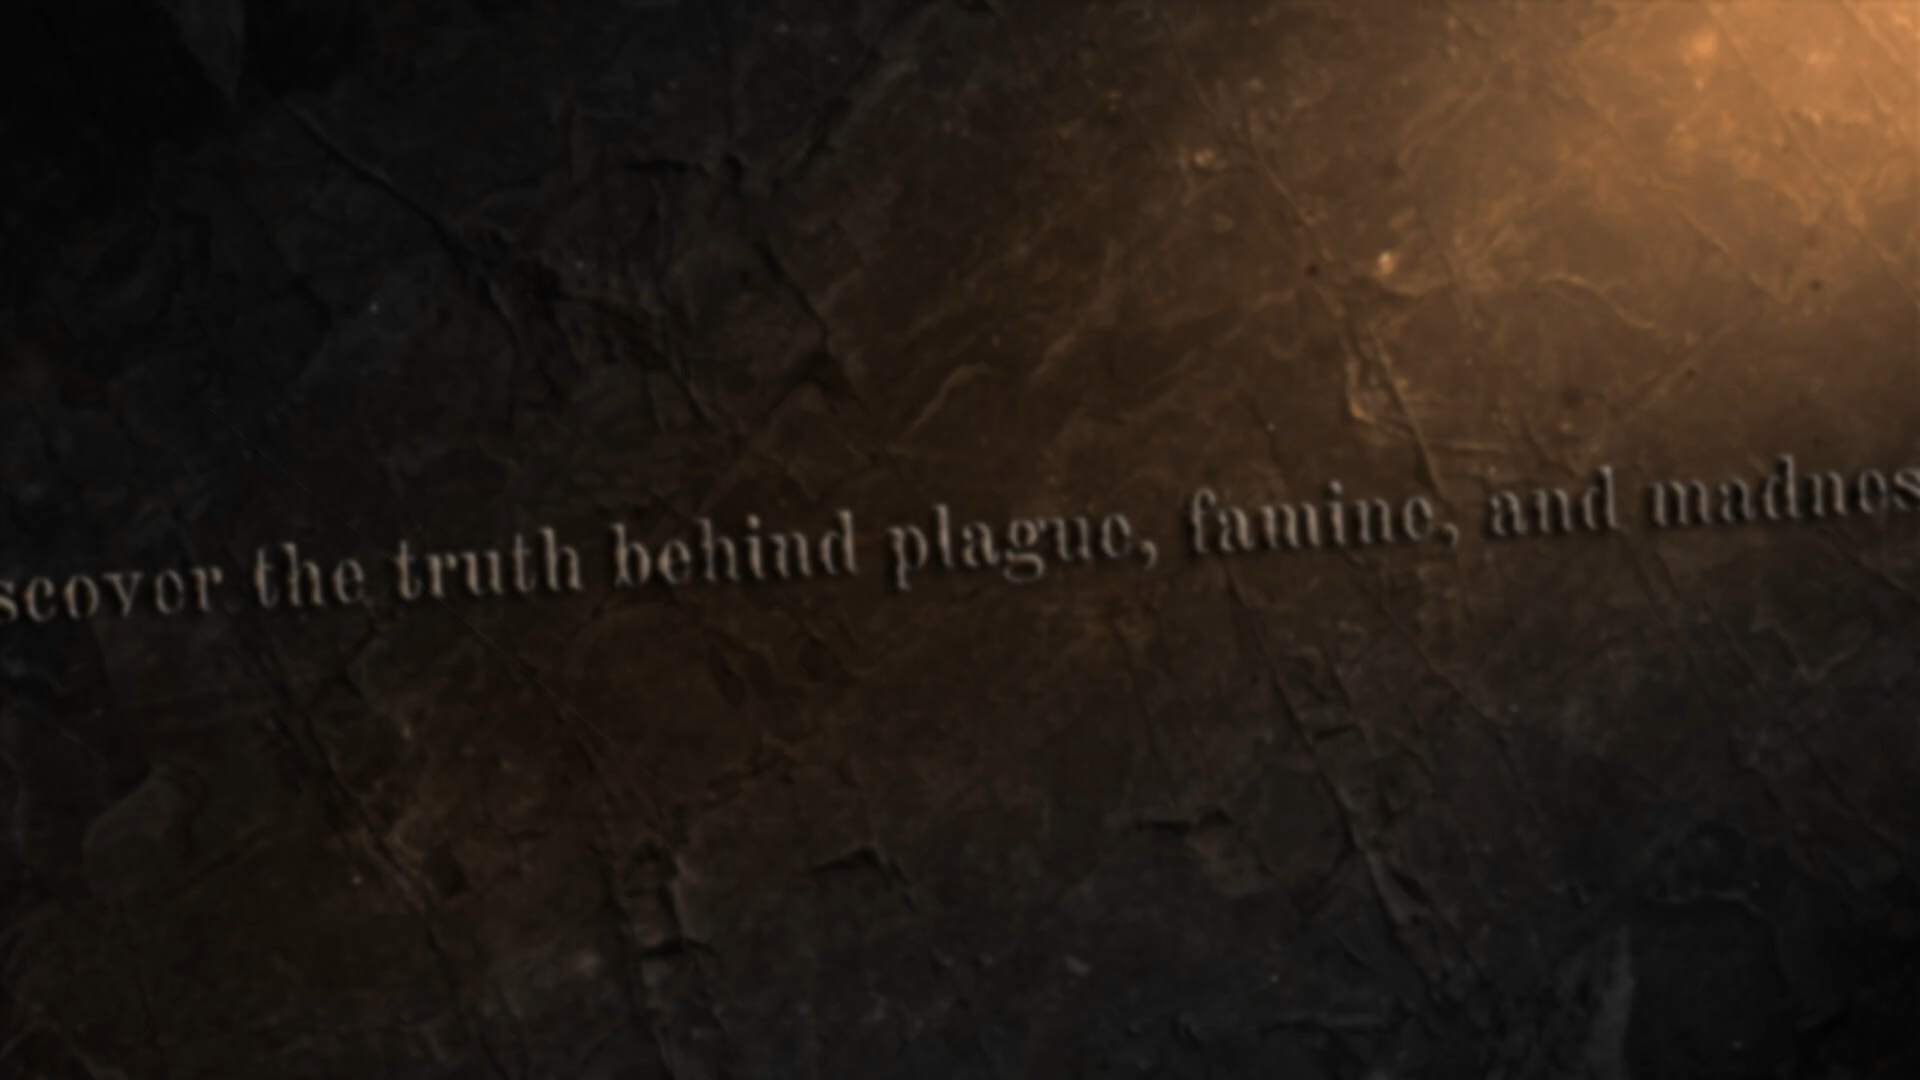 scover the truth behind plague, famine, and madnes